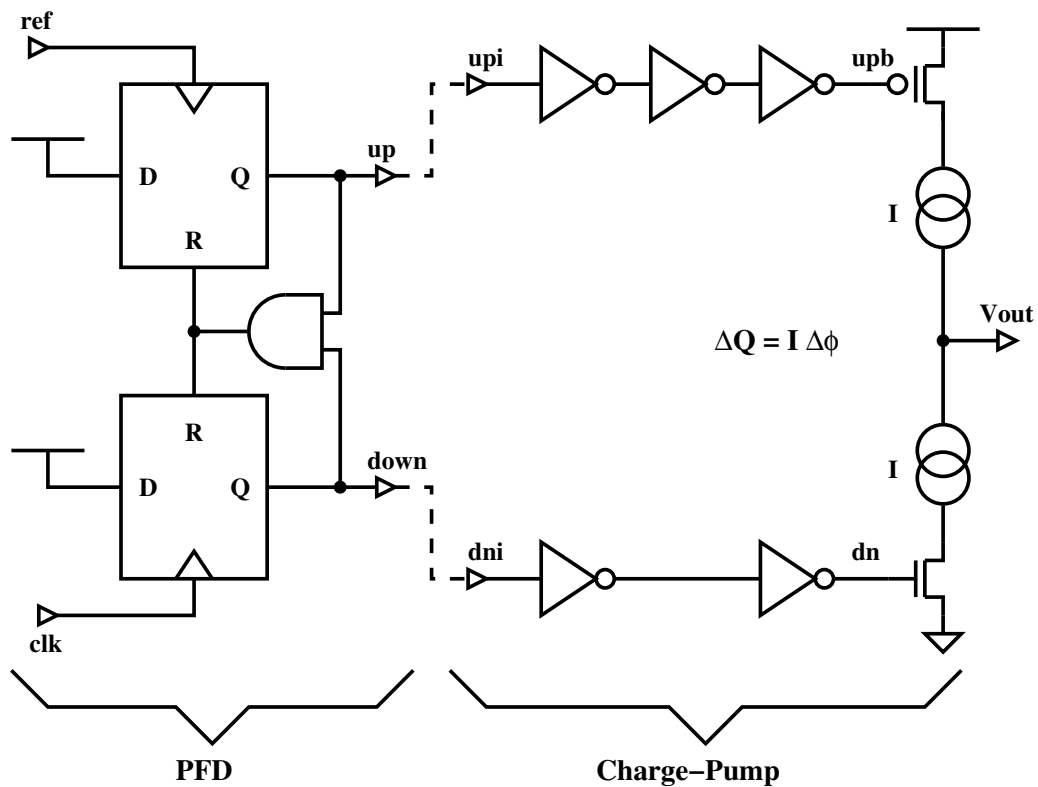 ref
upi
upb
up
D
Q
R
I
Vout
ΔQ = I Δϕ
R
down
D
Q
I
dni
dn
clk
PFD
Charge−Pump